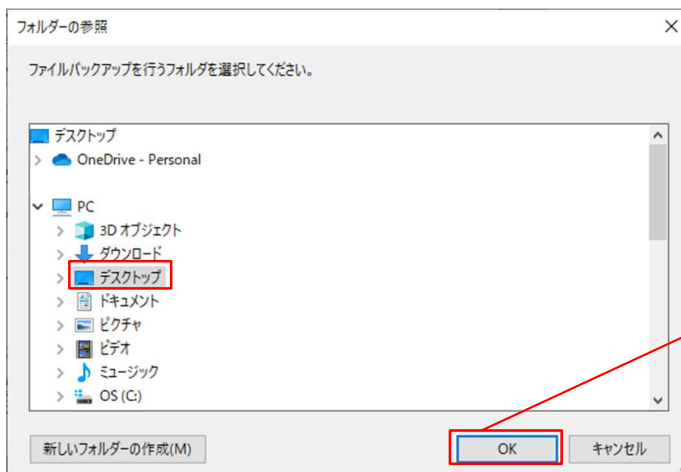 フォルダーの参照
ファイルバックアップを行うフォルダを選択してください。
デスクトップ
OneDrive - Personal
PC
3D オブジェクト
ダウンロード
デスクトップ
ドキュメント
ピクチャ
ビデオ
ミュージック
OS (C:)
新しいフォルダーの作成(M) OK キャンセル